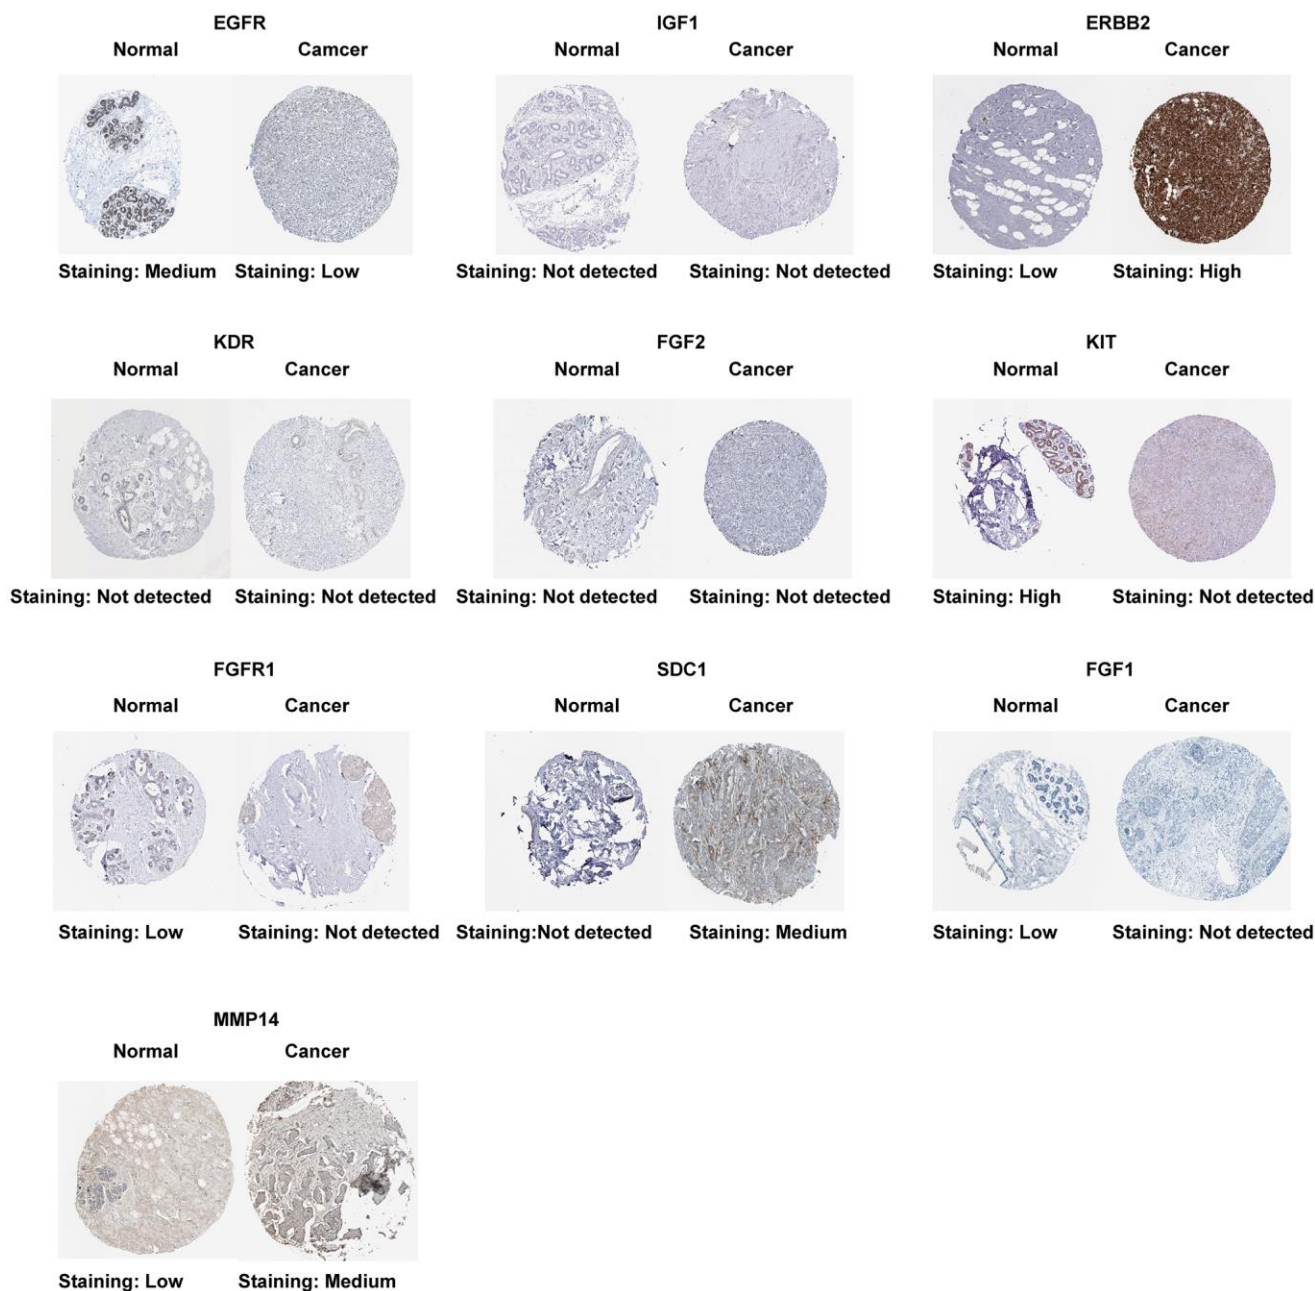 EGFR IGF1 ERBB2
Normal Camcer Normal Cancer Normal Cancer
Staining: Medium Staining: Low Staining: Not detected Staining: Not detected Staining: Low Staining: High
KDR FGF2 KIT
Normal Cancer Normal Cancer Normal Cancer
Staining: Not detected Staining: Not detected Staining: Not detected Staining: Not detected Staining: High Staining: Not detected
FGFR1 SDC1 FGF1
Normal Cancer Normal Cancer Normal Cancer
Staining: Low Staining: Not detected Staining:Not detected Staining: Medium Staining: Low Staining: Not detected
MMP14
Normal Cancer
Staining: Low Staining: Medium